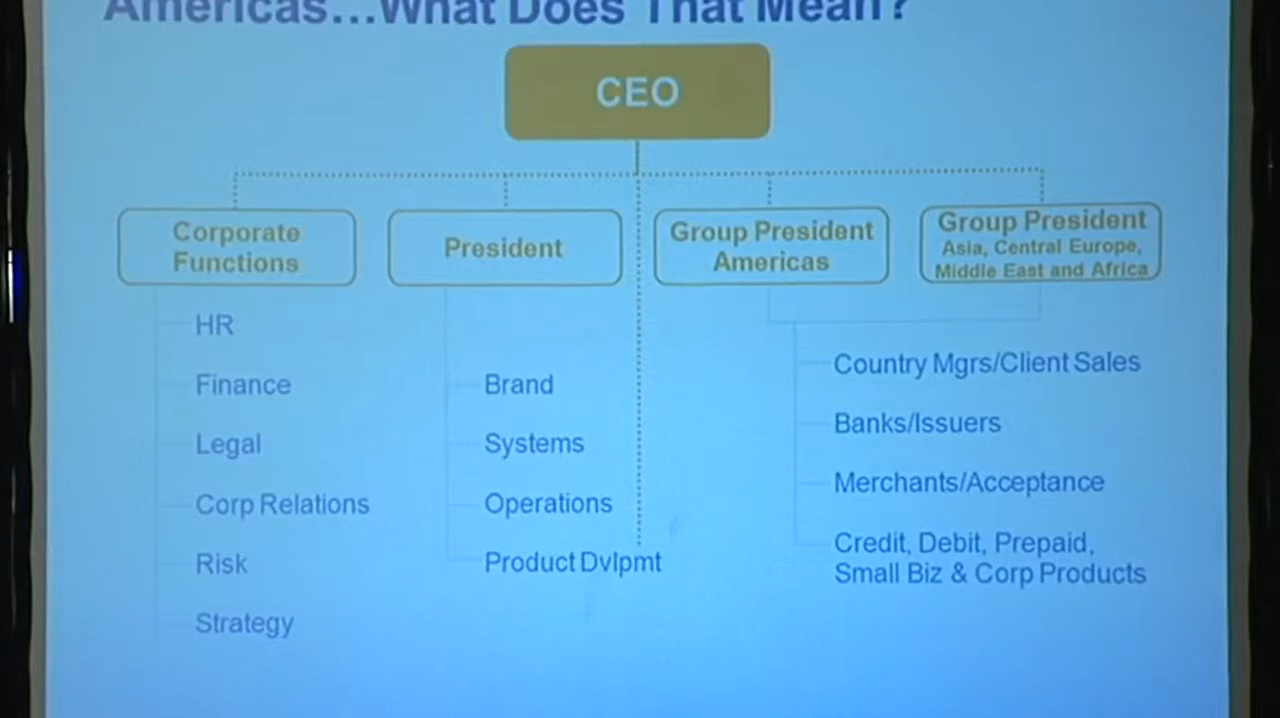 Americas...What Does That Mean?
CEO
Corporate
Functions
President
Group President
Americas
Group President
Asia, Central Europe,
Middle East and Africa
HR
Finance
Legal
Corp Relations
Risk
Strategy
Brand
Systems
Operations
Product Dvlpmt
Country Mgrs/Client Sales
Banks/Issuers
Merchants/Acceptance
Credit, Debit, Prepaid,
Small Biz & Corp Products